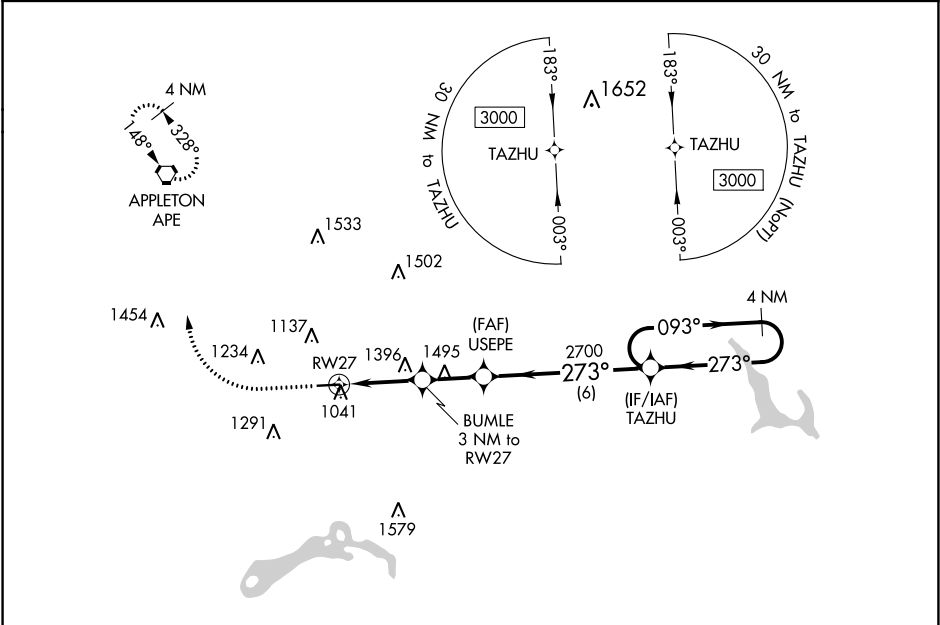 4 NM
148°
328°
APPLETON
APE
30 NM to TAZHU
183°
3000
TAZHU
003°
1652
183°
TAZHU
3000
003°
30 NM to TAZHU (NoPT)
1533
1502
1454
1137
1234
1291
RW27
1041
1396
1495
(FAF)
USEPE
BUMLE
3 NM to
RW27
2700
273°
(6)
(IF/IAF)
TAZHU
093°
273°
4 NM
1579